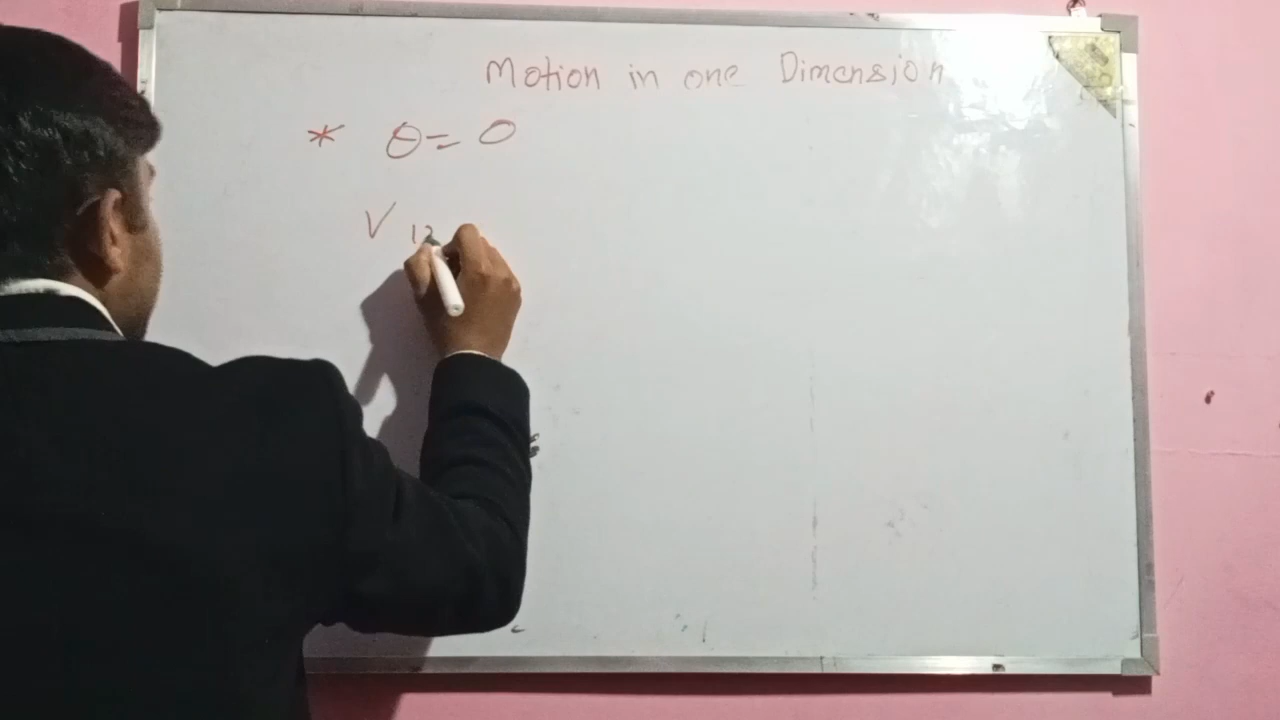 Motion in one Dimension
* θ = 0
V 12